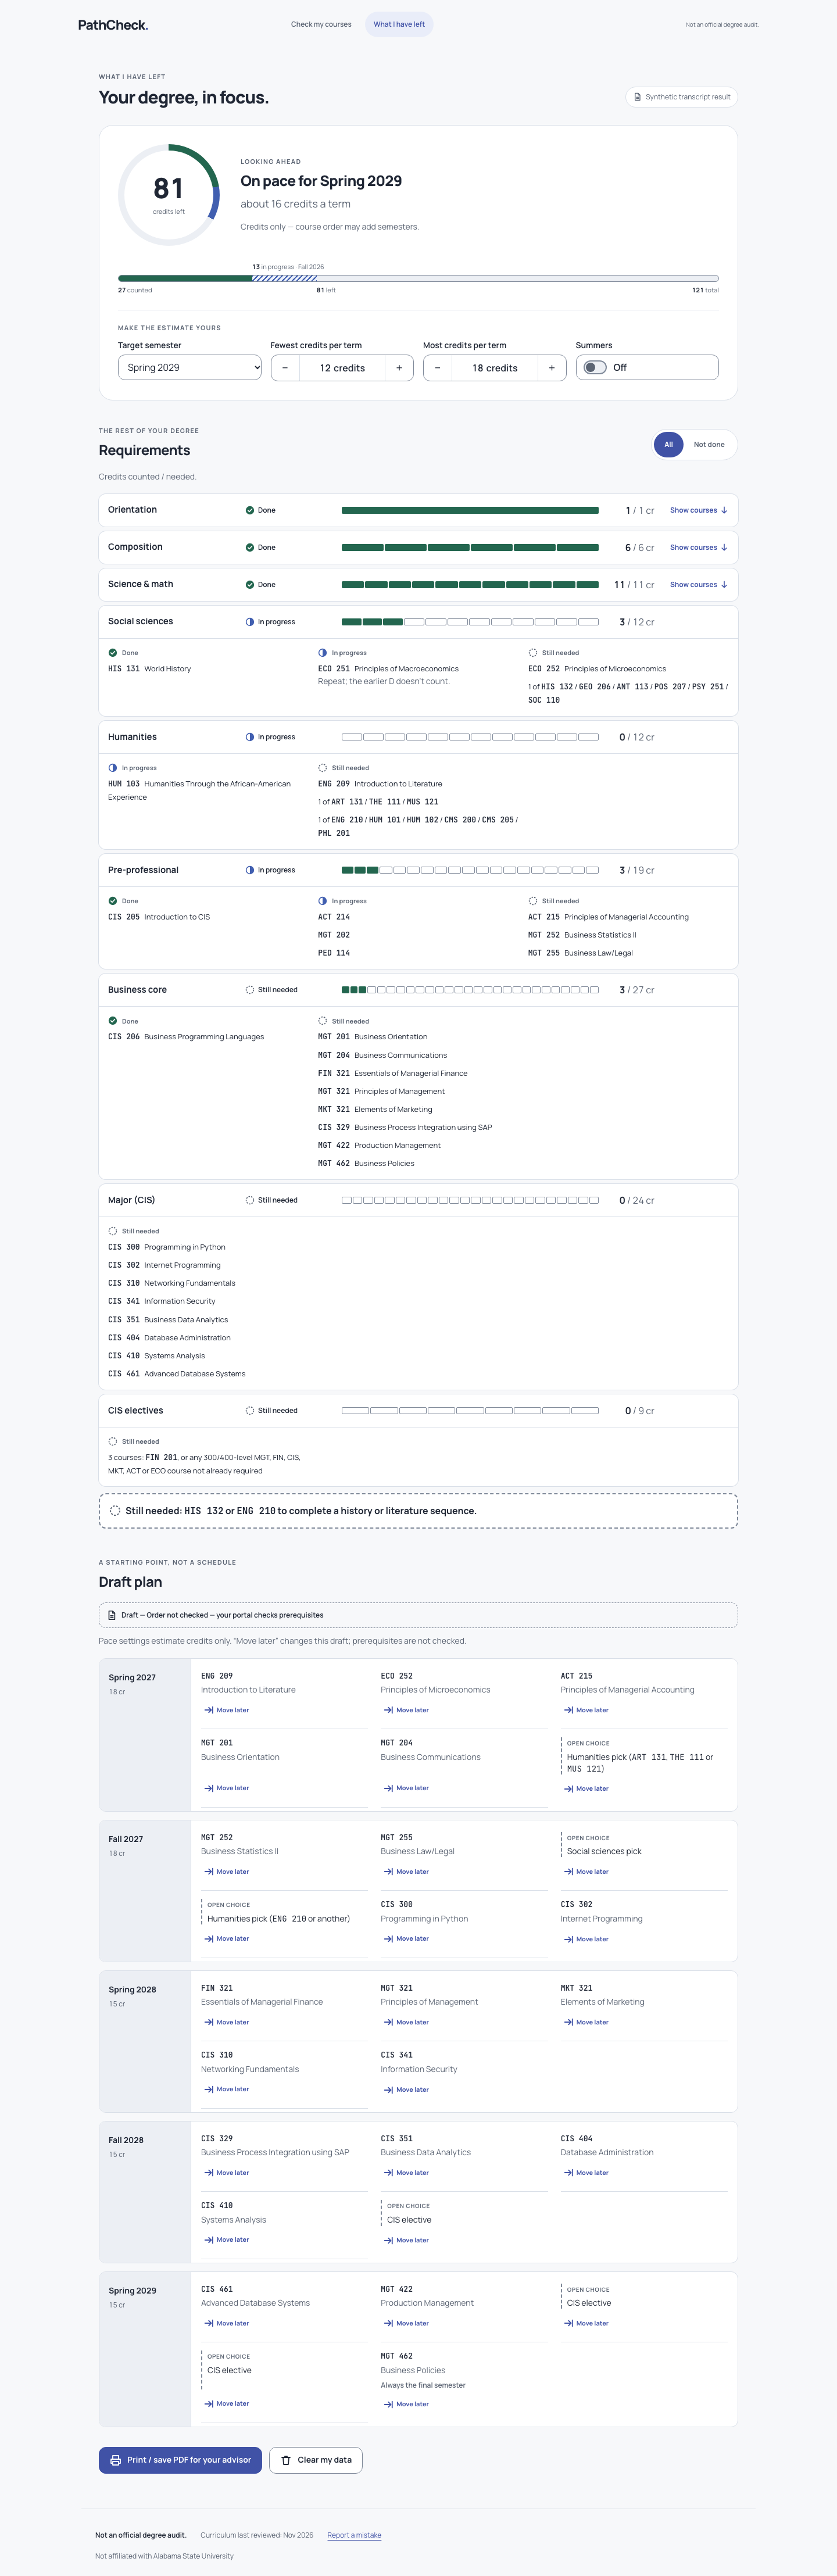 PathCheck.
Check my courses
What I have left
Not an official degree audit.
WHAT I HAVE LEFT
Your degree, in focus.
Synthetic transcript result
81
credits left
LOOKING AHEAD
On pace for Spring 2029
about 16 credits a term
Credits only — course order may add semesters.
13 in progress · Fall 2026
27 counted
81 left
121 total
MAKE THE ESTIMATE YOURS
Target semester
Fewest credits per term
Most credits per term
Summers
Spring 2029
− 12 credits +
− 18 credits +
Off
THE REST OF YOUR DEGREE
Requirements
All
Not done
Credits counted / needed.
Orientation
Done
1 / 1 cr
Show courses
Composition
Done
6 / 6 cr
Show courses
Science & math
Done
11 / 11 cr
Show courses
Social sciences
In progress
3 / 12 cr
Done
HIS 131 World History
In progress
ECO 251 Principles of Macroeconomics
Repeat; the earlier D doesn't count.
Still needed
ECO 252 Principles of Microeconomics
1 of HIS 132 / GEO 206 / ANT 113 / POS 207 / PSY 251 /
SOC 110
Humanities
In progress
0 / 12 cr
In progress
HUM 103 Humanities Through the African-American
Experience
Still needed
ENG 209 Introduction to Literature
1 of ART 131 / THE 111 / MUS 121
1 of ENG 210 / HUM 101 / HUM 102 / CMS 200 / CMS 205 /
PHL 201
Pre-professional
In progress
3 / 19 cr
Done
CIS 205 Introduction to CIS
In progress
ACT 214
MGT 202
PED 114
Still needed
ACT 215 Principles of Managerial Accounting
MGT 252 Business Statistics II
MGT 255 Business Law/Legal
Business core
Still needed
3 / 27 cr
Done
CIS 206 Business Programming Languages
Still needed
MGT 201 Business Orientation
MGT 204 Business Communications
FIN 321 Essentials of Managerial Finance
MGT 321 Principles of Management
MKT 321 Elements of Marketing
CIS 329 Business Process Integration using SAP
MGT 422 Production Management
MGT 462 Business Policies
Major (CIS)
Still needed
0 / 24 cr
Still needed
CIS 300 Programming in Python
CIS 302 Internet Programming
CIS 310 Networking Fundamentals
CIS 341 Information Security
CIS 351 Business Data Analytics
CIS 404 Database Administration
CIS 410 Systems Analysis
CIS 461 Advanced Database Systems
CIS electives
Still needed
0 / 9 cr
Still needed
3 courses: FIN 201, or any 300/400-level MGT, FIN, CIS,
MKT, ACT or ECO course not already required
Still needed: HIS 132 or ENG 210 to complete a history or literature sequence.
A STARTING POINT, NOT A SCHEDULE
Draft plan
Draft — Order not checked — your portal checks prerequisites
Pace settings estimate credits only. "Move later" changes this draft; prerequisites are not checked.
Spring 2027
18 cr
ENG 209
Introduction to Literature
Move later
ECO 252
Principles of Microeconomics
Move later
ACT 215
Principles of Managerial Accounting
Move later
MGT 201
Business Orientation
Move later
MGT 204
Business Communications
Move later
OPEN CHOICE
Humanities pick (ART 131, THE 111 or
MUS 121)
Move later
Fall 2027
18 cr
MGT 252
Business Statistics II
Move later
MGT 255
Business Law/Legal
Move later
OPEN CHOICE
Social sciences pick
Move later
OPEN CHOICE
Humanities pick (ENG 210 or another)
Move later
CIS 300
Programming in Python
Move later
CIS 302
Internet Programming
Move later
Spring 2028
15 cr
FIN 321
Essentials of Managerial Finance
Move later
MGT 321
Principles of Management
Move later
MKT 321
Elements of Marketing
Move later
CIS 310
Networking Fundamentals
Move later
CIS 341
Information Security
Move later
Fall 2028
15 cr
CIS 329
Business Process Integration using SAP
Move later
CIS 351
Business Data Analytics
Move later
CIS 404
Database Administration
Move later
CIS 410
Systems Analysis
Move later
OPEN CHOICE
CIS elective
Move later
Spring 2029
15 cr
CIS 461
Advanced Database Systems
Move later
MGT 422
Production Management
Move later
OPEN CHOICE
CIS elective
Move later
OPEN CHOICE
CIS elective
Move later
MGT 462
Business Policies
Always the final semester
Move later
Print / save PDF for your advisor
Clear my data
Not an official degree audit.
Curriculum last reviewed: Nov 2026
Report a mistake
Not affiliated with Alabama State University